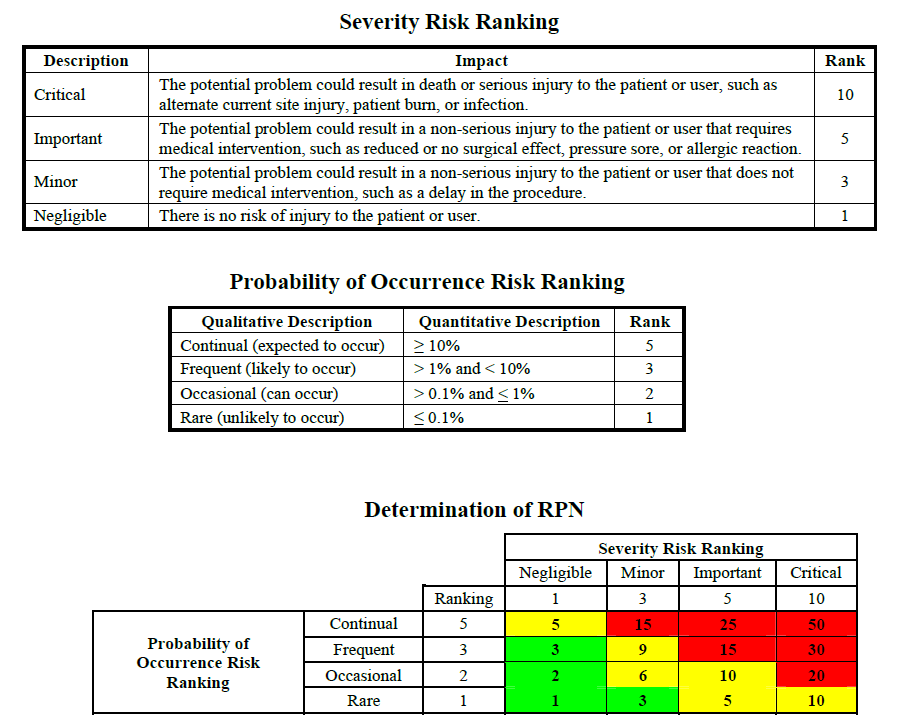 Severity Risk Ranking
Description Impact Rank
Critical The potential problem could result in death or serious injury to the patient or user, such as alternate current site injury, patient burn, or infection. 10
Important The potential problem could result in a non-serious injury to the patient or user that requires medical intervention, such as reduced or no surgical effect, pressure sore, or allergic reaction. 5
Minor The potential problem could result in a non-serious injury to the patient or user that does not require medical intervention, such as a delay in the procedure. 3
Negligible There is no risk of injury to the patient or user. 1
Probability of Occurrence Risk Ranking
Qualitative Description Quantitative Description Rank
Continual (expected to occur) ≥ 10% 5
Frequent (likely to occur) > 1% and < 10% 3
Occasional (can occur) > 0.1% and ≤ 1% 2
Rare (unlikely to occur) ≤ 0.1% 1
Determination of RPN
Severity Risk Ranking
Negligible Minor Important Critical
Ranking 1 3 5 10
Probability of Occurrence Risk Ranking
Continual 5 5 15 25 50
Frequent 3 3 9 15 30
Occasional 2 2 6 10 20
Rare 1 1 3 5 10